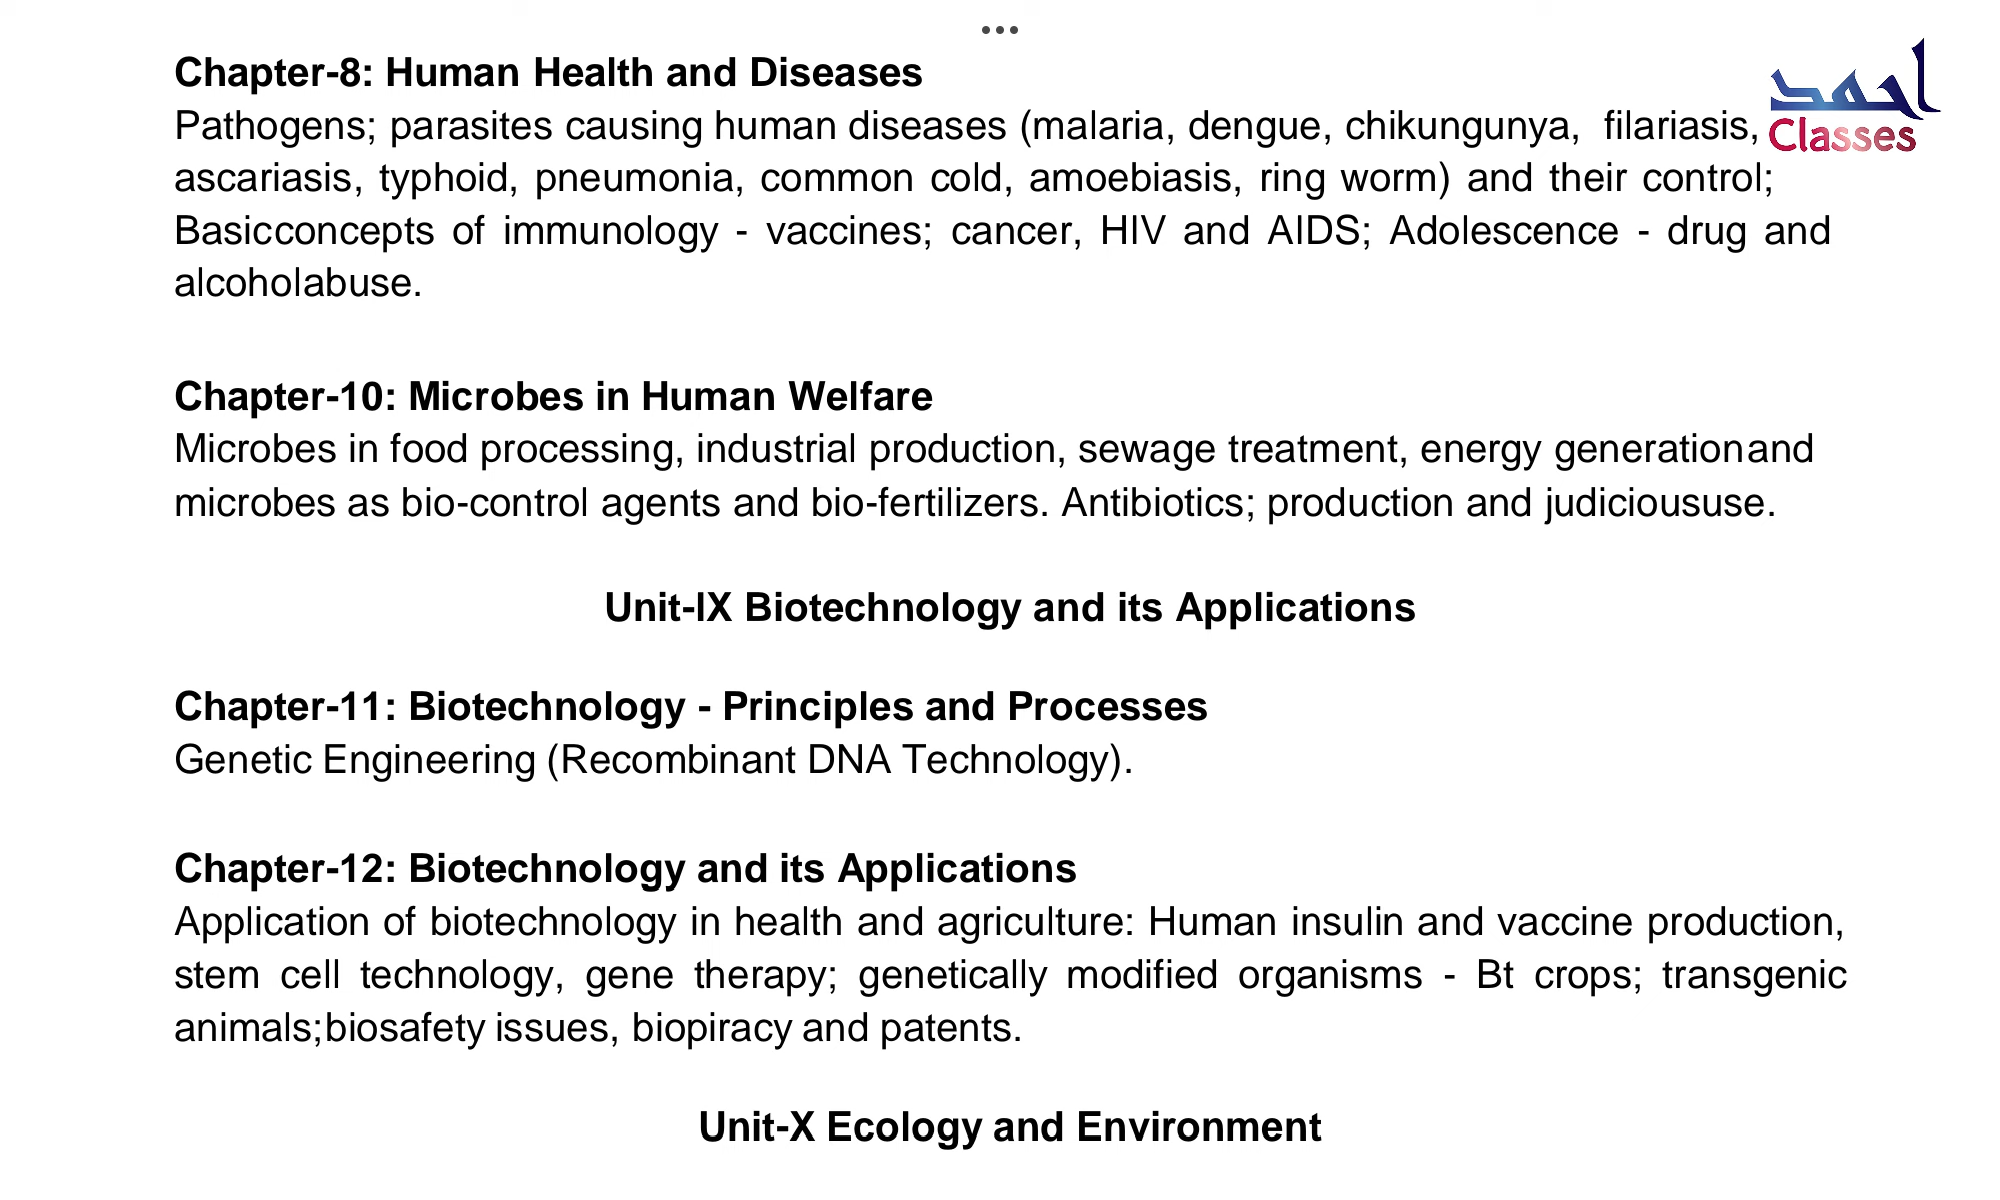 Chapter-8: Human Health and Diseases
Pathogens; parasites causing human diseases (malaria, dengue, chikungunya, filariasis,
ascariasis, typhoid, pneumonia, common cold, amoebiasis, ring worm) and their control;
Basicconcepts of immunology - vaccines; cancer, HIV and AIDS; Adolescence - drug and
alcoholabuse.
احمد
Classes
Chapter-10: Microbes in Human Welfare
Microbes in food processing, industrial production, sewage treatment, energy generationand
microbes as bio-control agents and bio-fertilizers. Antibiotics; production and judicioususe.
Unit-IX Biotechnology and its Applications
Chapter-11: Biotechnology - Principles and Processes
Genetic Engineering (Recombinant DNA Technology).
Chapter-12: Biotechnology and its Applications
Application of biotechnology in health and agriculture: Human insulin and vaccine production,
stem cell technology, gene therapy; genetically modified organisms - Bt crops; transgenic
animals;biosafety issues, biopiracy and patents.
Unit-X Ecology and Environment